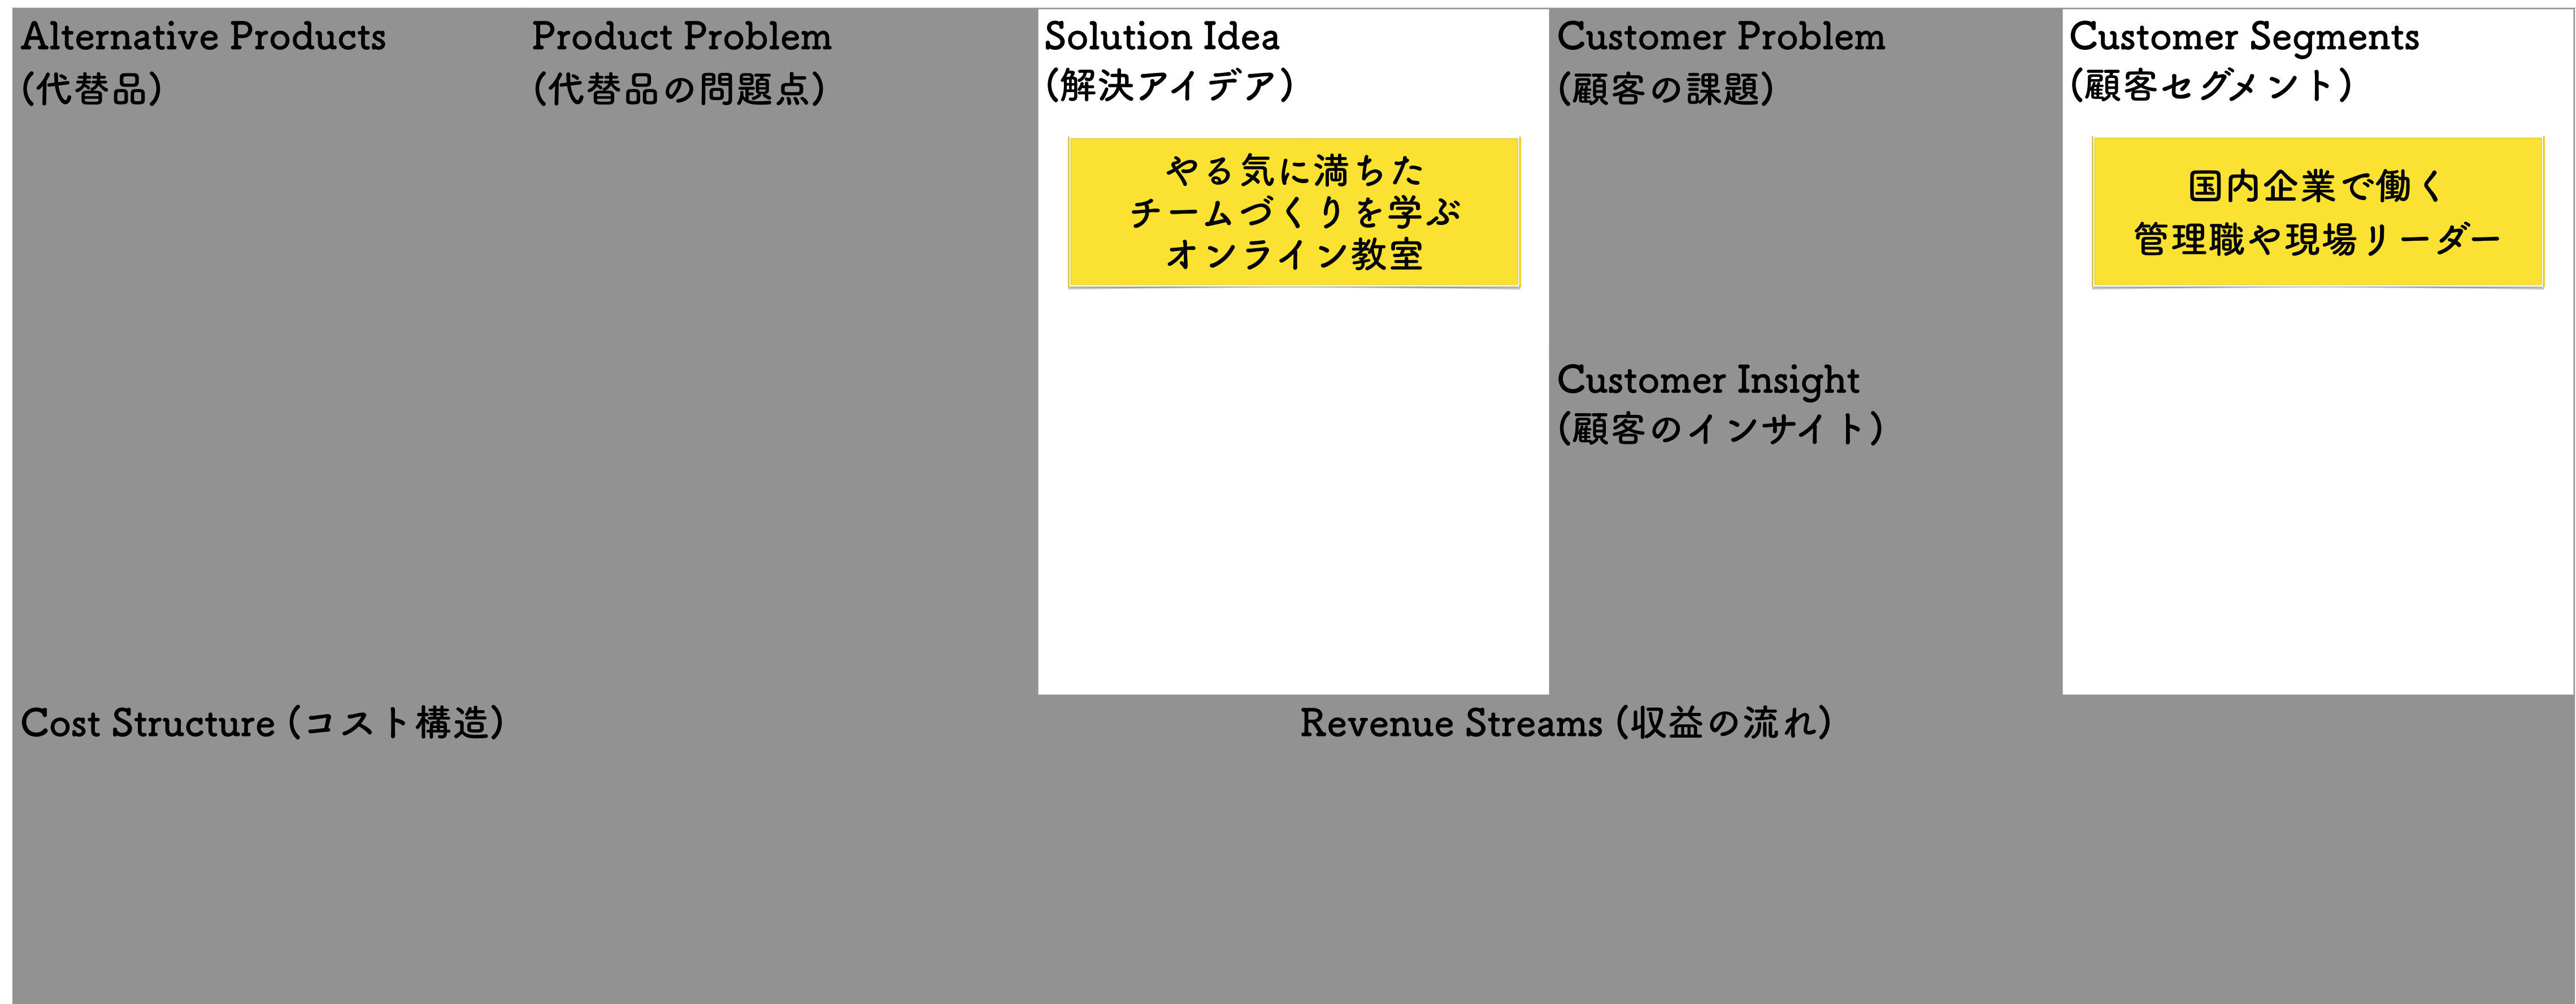 Alternative Products
(代替品)
Product Problem
(代替品の問題点)
Solution Idea
(解決アイデア)
やる気に満ちた
チームづくりを学ぶ
オンライン教室
Customer Problem
(顧客の課題)
Customer Insight
(顧客のインサイト)
Customer Segments
(顧客セグメント)
国内企業で働く
管理職や現場リーダー
Cost Structure (コスト構造)
Revenue Streams (収益の流れ)